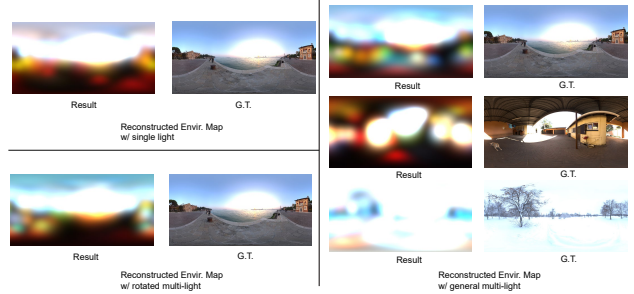 Result
G.T.
Reconstructed Envir. Map
w/ single light
Result
G.T.
Reconstructed Envir. Map
w/ rotated multi-light
Result
G.T.
Result
G.T.
Result
G.T.
Reconstructed Envir. Map
w/ general multi-light